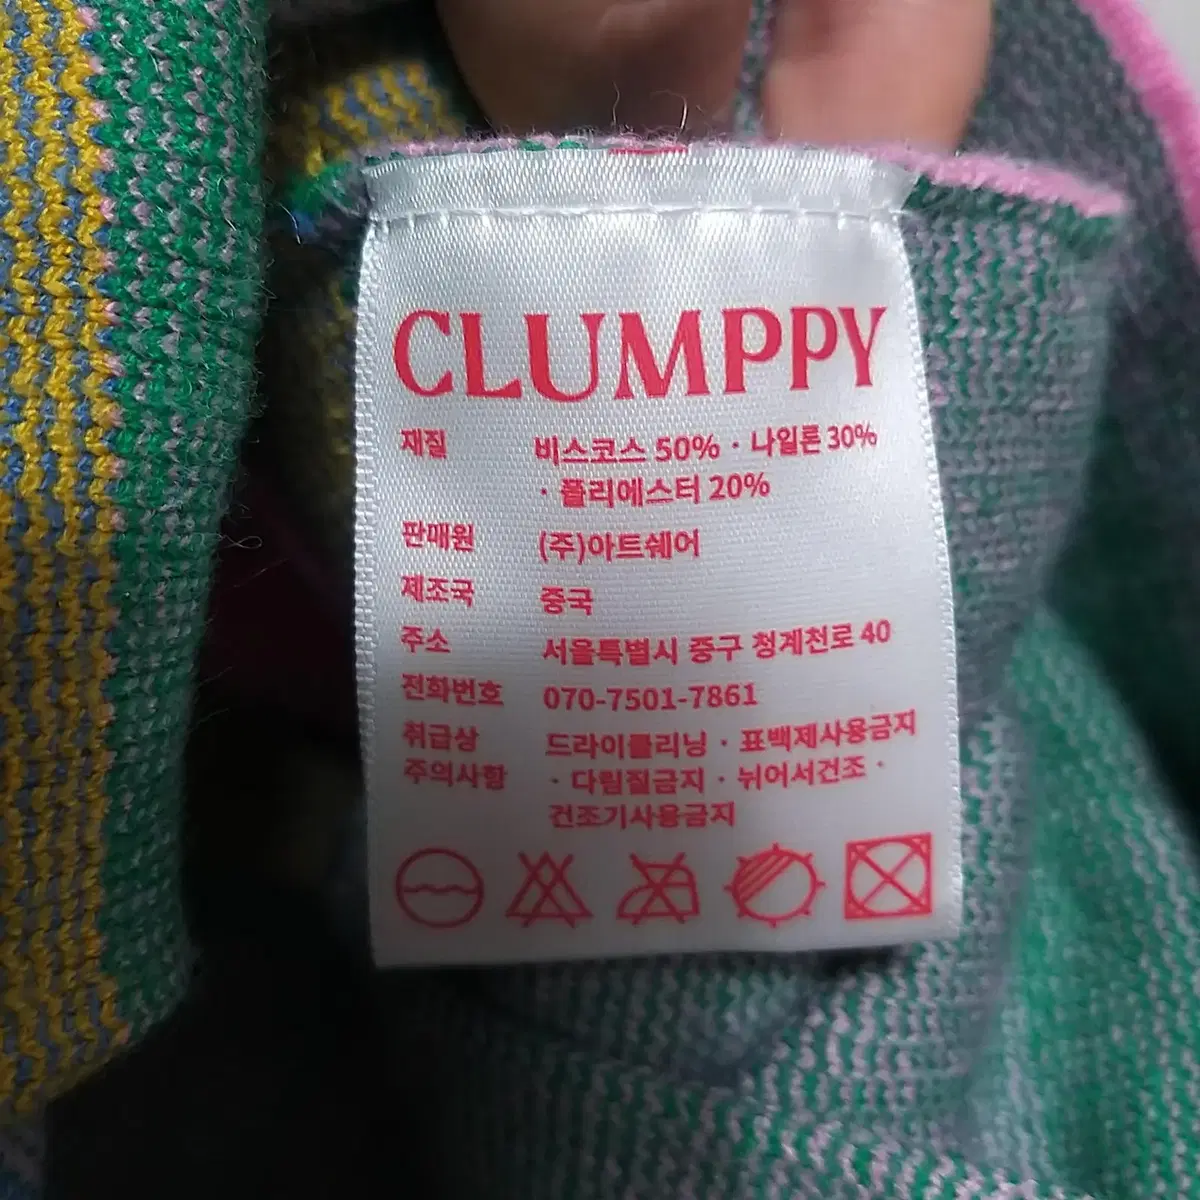 CLUMPPY
재질 비스코스 50% · 나일론 30%
· 폴리에스터 20%
판매원 (주)아트쉐어
제조국 중국
주소 서울특별시 중구 청계천로 40
전화번호 070-7501-7861
취급상 드라이클리닝 · 표백제사용금지
주의사항 · 다림질금지 · 뉘어서건조 ·
건조기사용금지